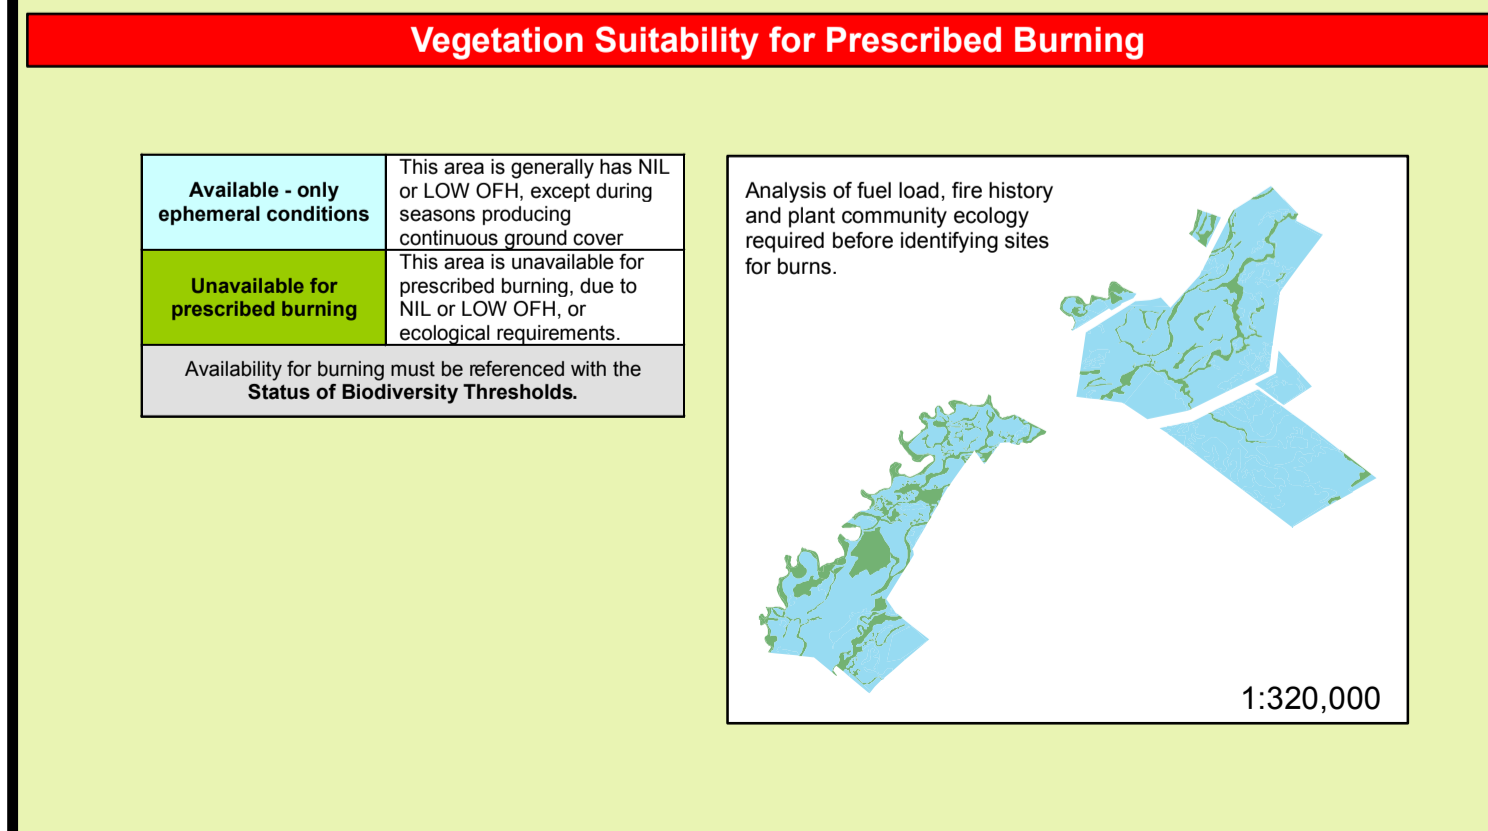 Vegetation Suitability for Prescribed Burning
Available - only
ephemeral conditions
This area is generally has NIL
or LOW OFH, except during
seasons producing
continuous ground cover
Unavailable for
prescribed burning
This area is unavailable for
prescribed burning, due to
NIL or LOW OFH, or
ecological requirements.
Availability for burning must be referenced with the
Status of Biodiversity Thresholds.
Analysis of fuel load, fire history
and plant community ecology
required before identifying sites
for burns.
1:320,000